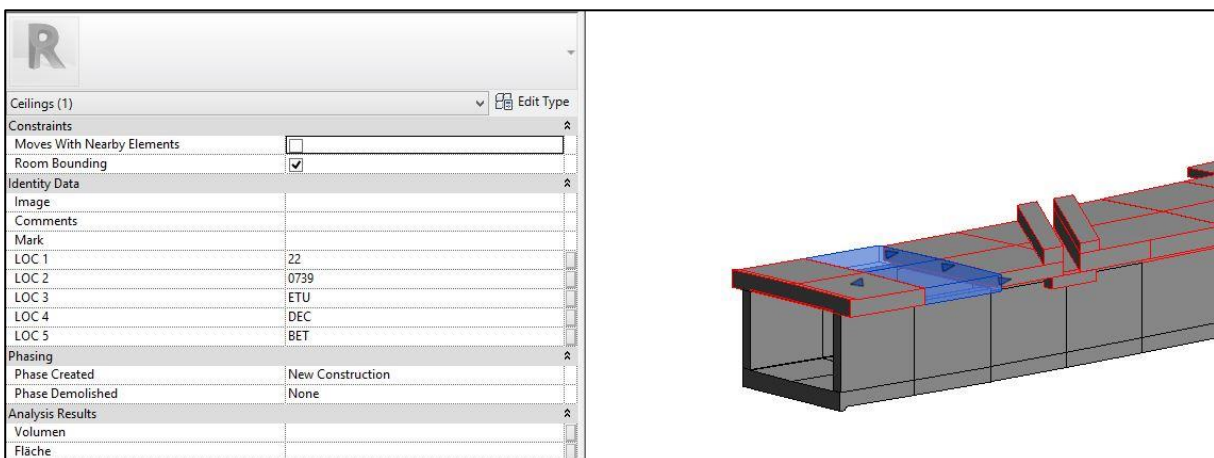 R
Ceilings (1) Edit Type
Constraints
Moves With Nearby Elements
Room Bounding
Identity Data
Image
Comments
Mark
LOC 1 22
LOC 2 0739
LOC 3 ETU
LOC 4 DEC
LOC 5 BET
Phasing
Phase Created New Construction
Phase Demolished None
Analysis Results
Volumen
Fläche